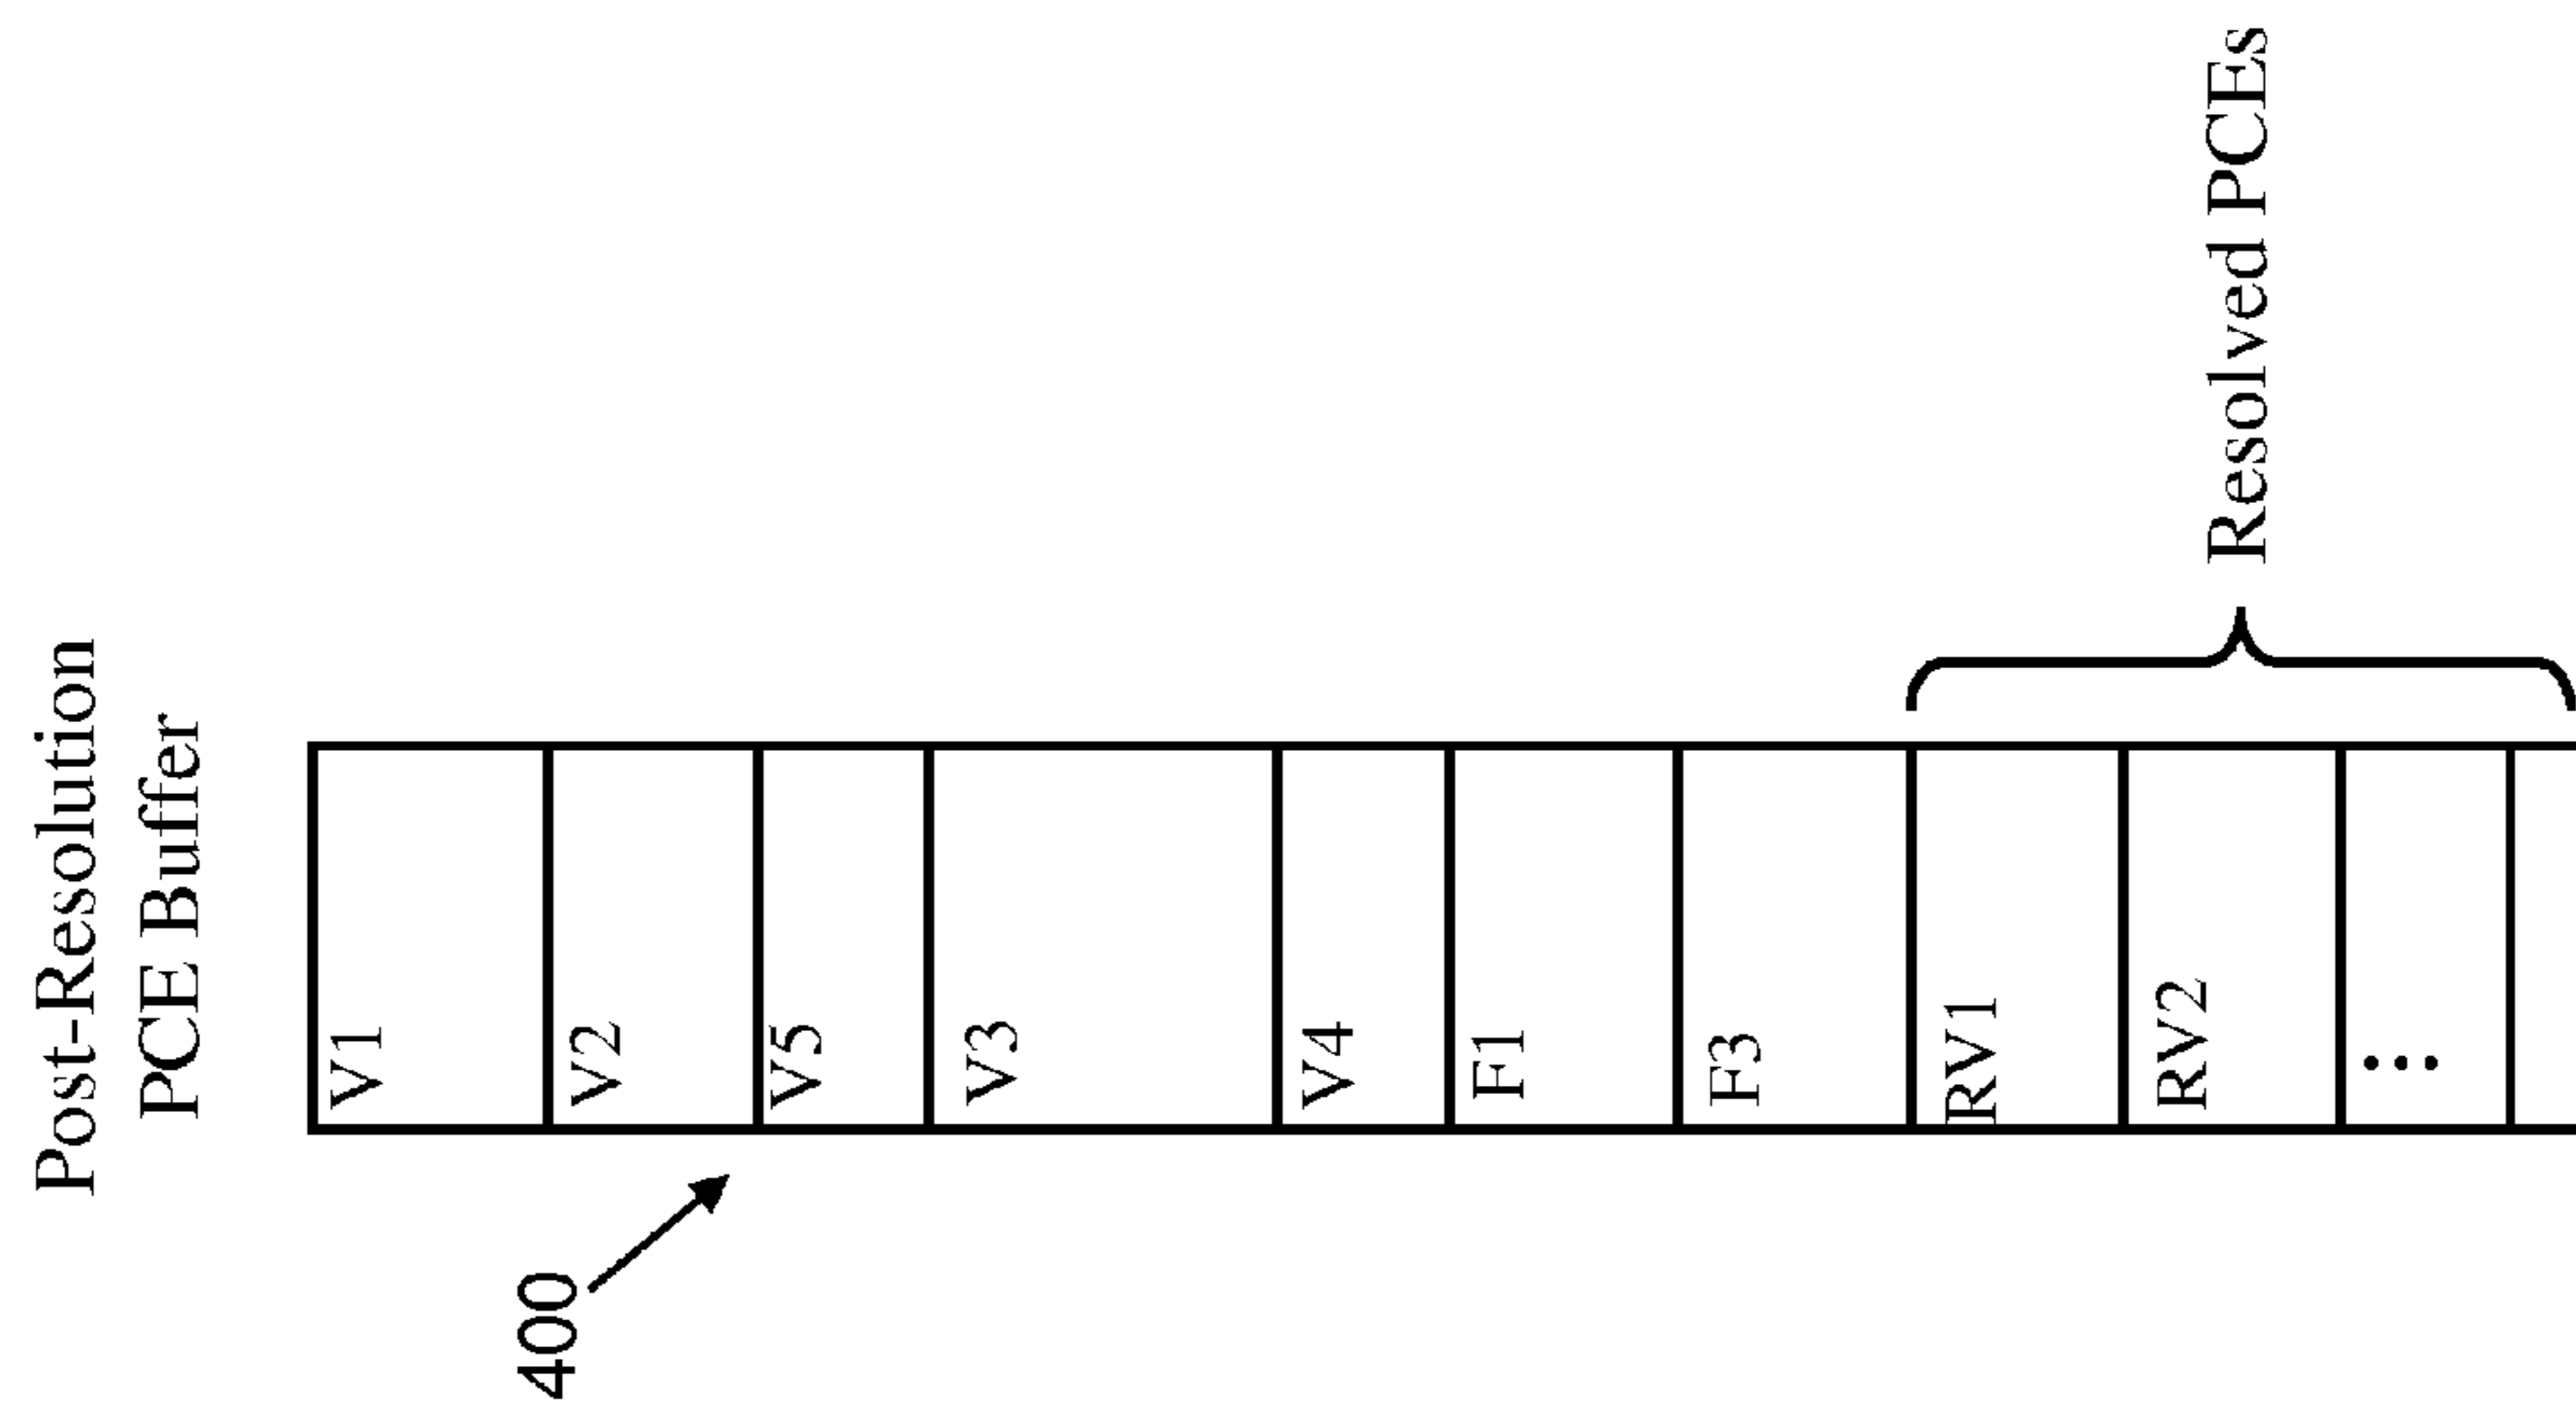 Post-Resolution
PCE Buffer
400
V1
V2
V5
V3
V4
F1
F3
RV1
RV2
⋮
Resolved PCEs